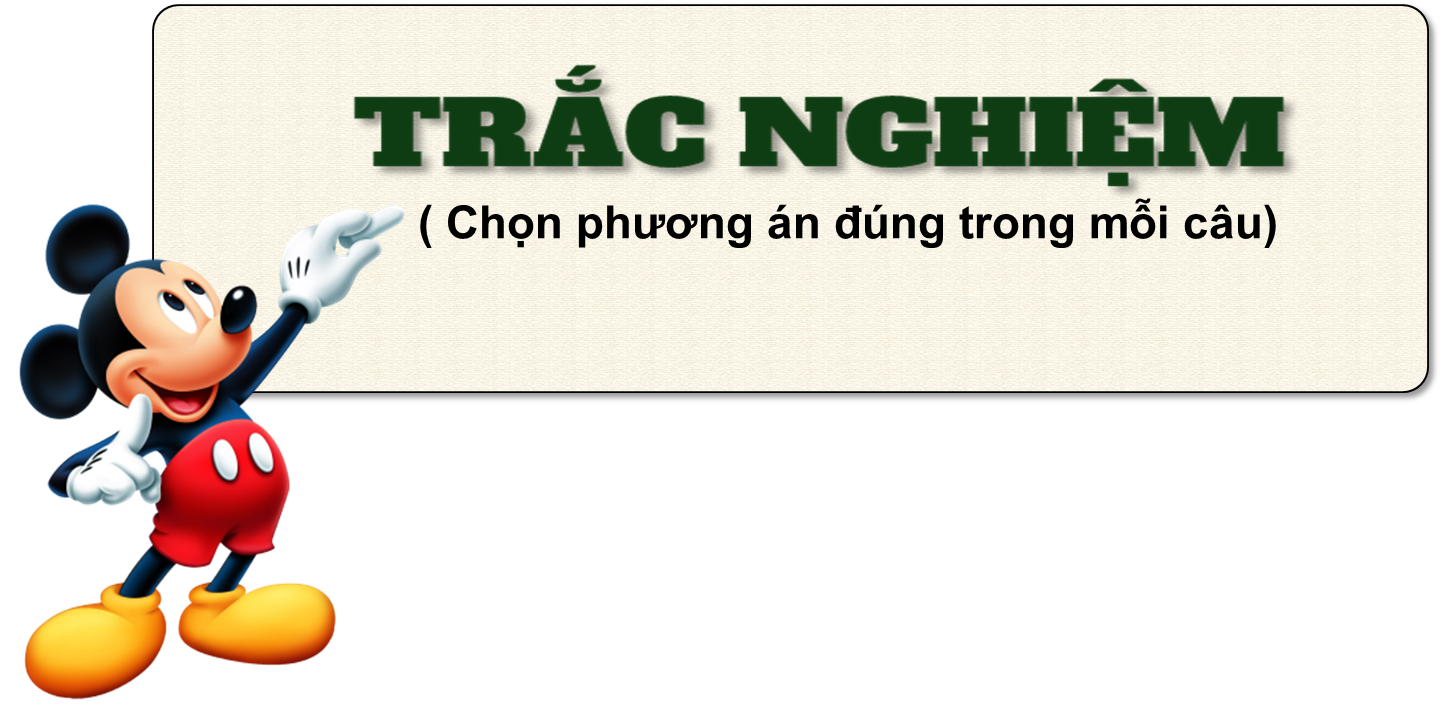 TRẮC NGHIỆM
( Chọn phương án đúng trong mỗi câu)